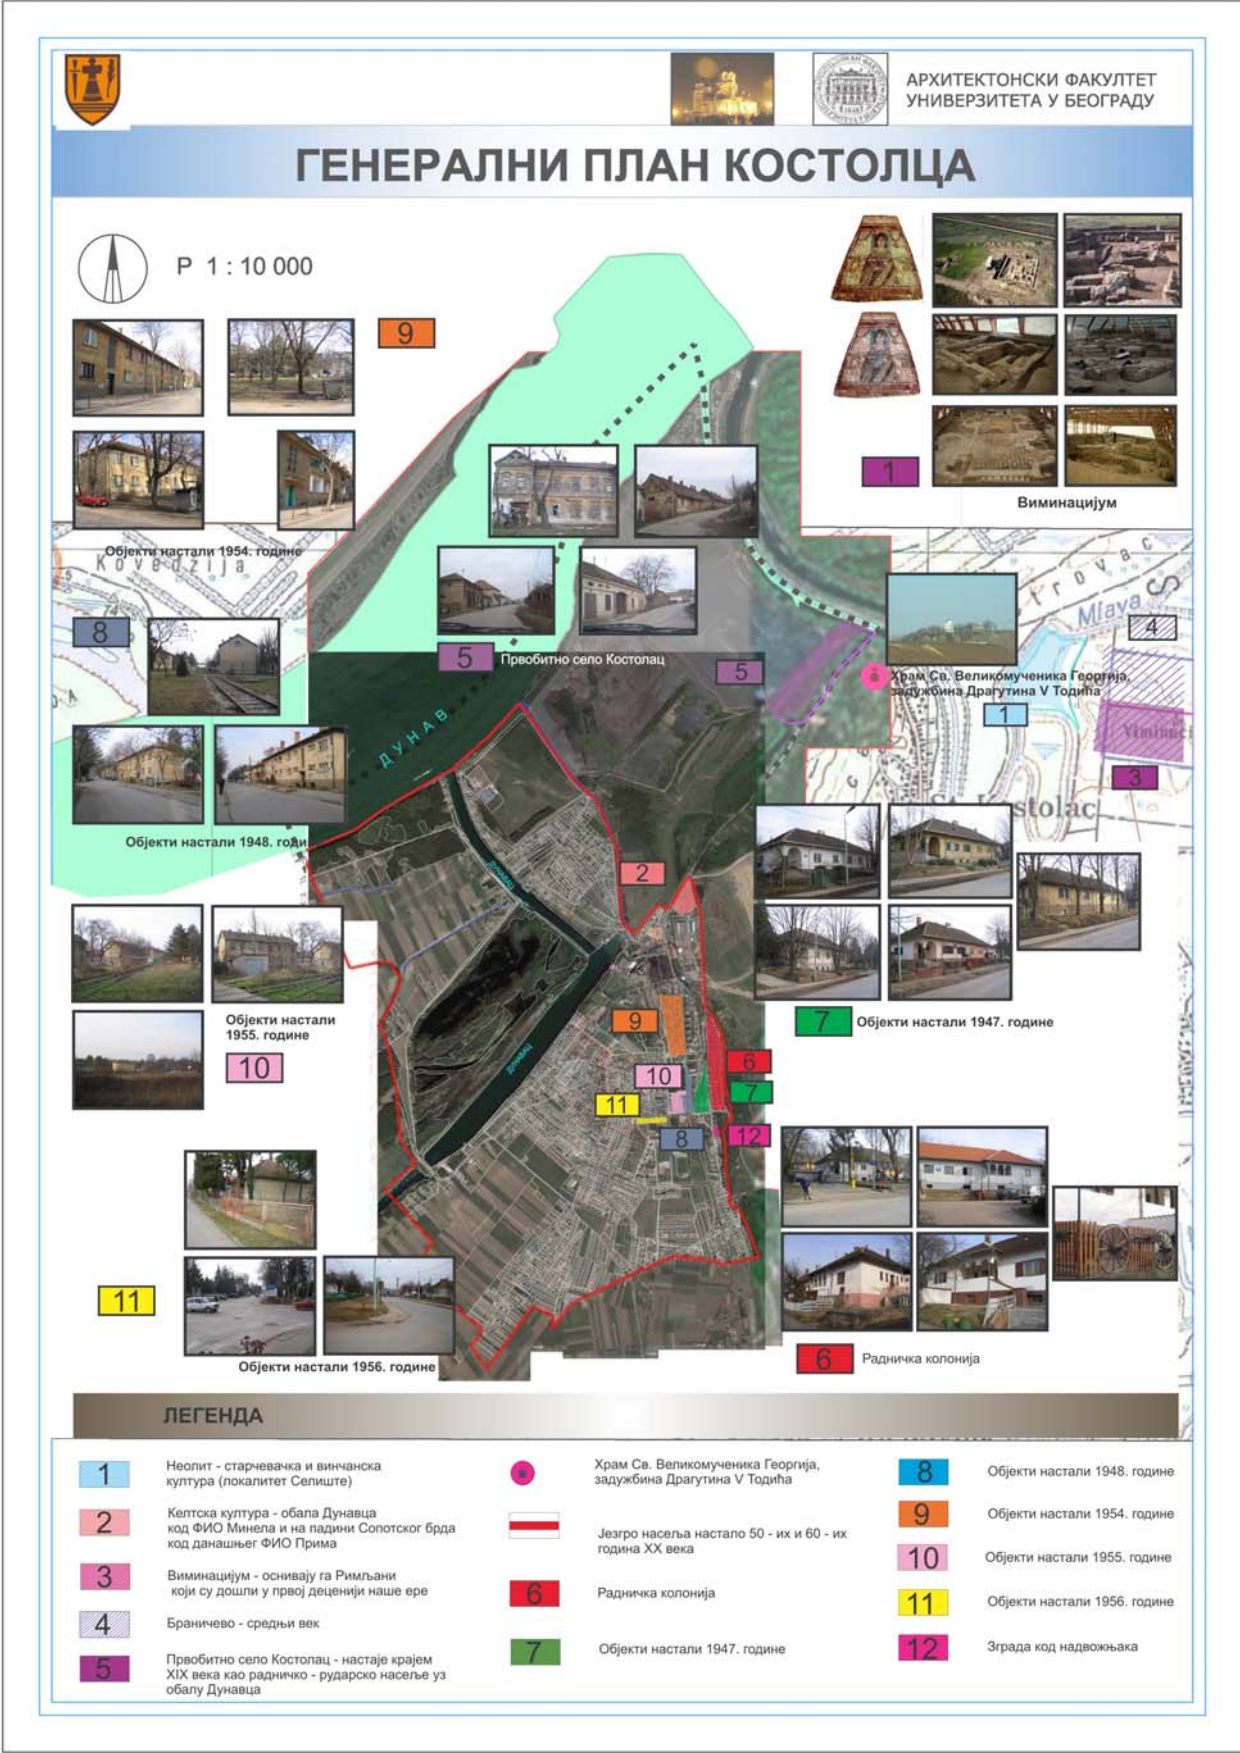 АРХИТЕКТОНСКИ ФАКУЛТЕТ
УНИВЕРЗИТЕТА У БЕОГРАДУ
ГЕНЕРАЛНИ ПЛАН КОСТОЛЦА
Р 1 : 10 000
9
1
Виминацијум
Објекти настали 1954. године
Kovedzija
8
5
Првобитно село Костолац
5
Mlava
4
Храм Св. Великомученика Георгија,
задужбина Драгутина V Тодића
1
3
ДУНАВ
Објекти настали 1948. годи
2
ДУНАВАЦ
Објекти настали
1955. године
10
9
7
Објекти настали 1947. године
6
10
7
11
8
12
ДУНАВАЦ
11
Објекти настали 1956. године
6
Радничка колонија
ЛЕГЕНДА
1
Неолит - старчевачка и винчанска
култура (локалитет Селиште)
2
Келтска култура - обала Дунавца
код ФИО Минела и на падини Сопотског брда
код данашњег ФИО Прима
3
Виминацијум - оснивају га Римљани
који су дошли у првој деценији наше ере
4
Браничево - средњи век
5
Првобитно село Костолац - настаје крајем
XIX века као радничко - рударско насеље уз
обалу Дунавца
Храм Св. Великомученика Георгија,
задужбина Драгутина V Тодића
Језгро насеља настало 50 - их и 60 - их
година XX века
6
Радничка колонија
7
Објекти настали 1947. године
8
Објекти настали 1948. године
9
Објекти настали 1954. године
10
Објекти настали 1955. године
11
Објекти настали 1956. године
12
Зграда код надвожњака